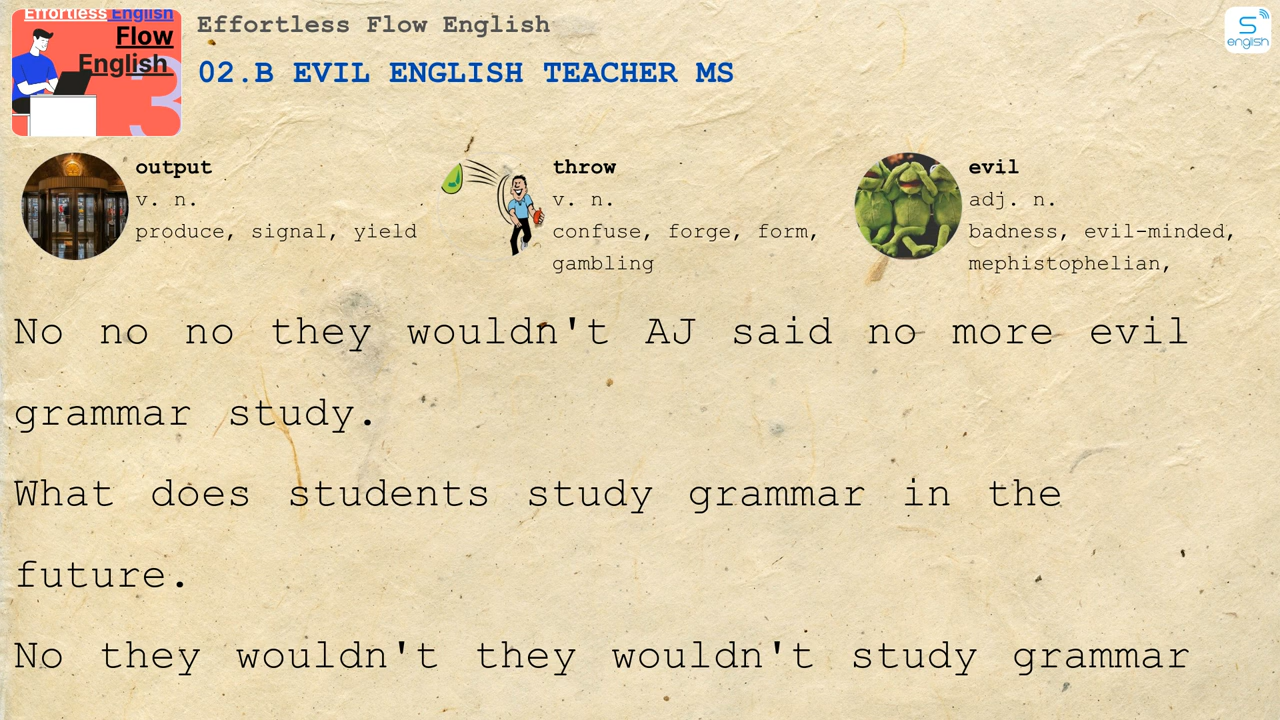 Effortless English
Flow
English
3
Effortless Flow English
02.B EVIL ENGLISH TEACHER MS
S
english
output
v. n.
produce, signal, yield
throw
v. n.
confuse, forge, form,
gambling
evil
adj. n.
badness, evil-minded,
mephistophelian,
No no no they wouldn't AJ said no more evil
grammar study.
What does students study grammar in the
future.
No they wouldn't they wouldn't study grammar